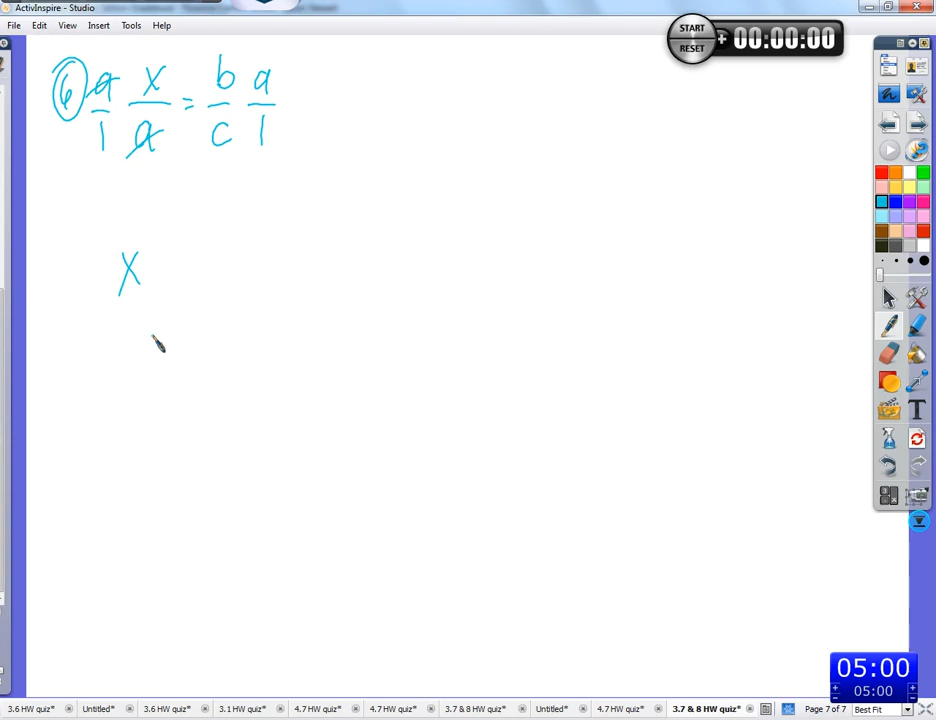 ActivInspire - Studio
File Edit View Insert Tools Help
START
RESET
+ 00:00:00
6 a/1 x/a = b/c a/1
x
05:00
05:00
3.6 HW quiz* Untitled* 3.6 HW quiz* 3.1 HW quiz* 4.7 HW quiz* 4.7 HW quiz* 3.7 & 8 HW quiz* Untitled* 4.7 HW quiz* 3.7 & 8 HW quiz* Page 7 of 7 Best Fit